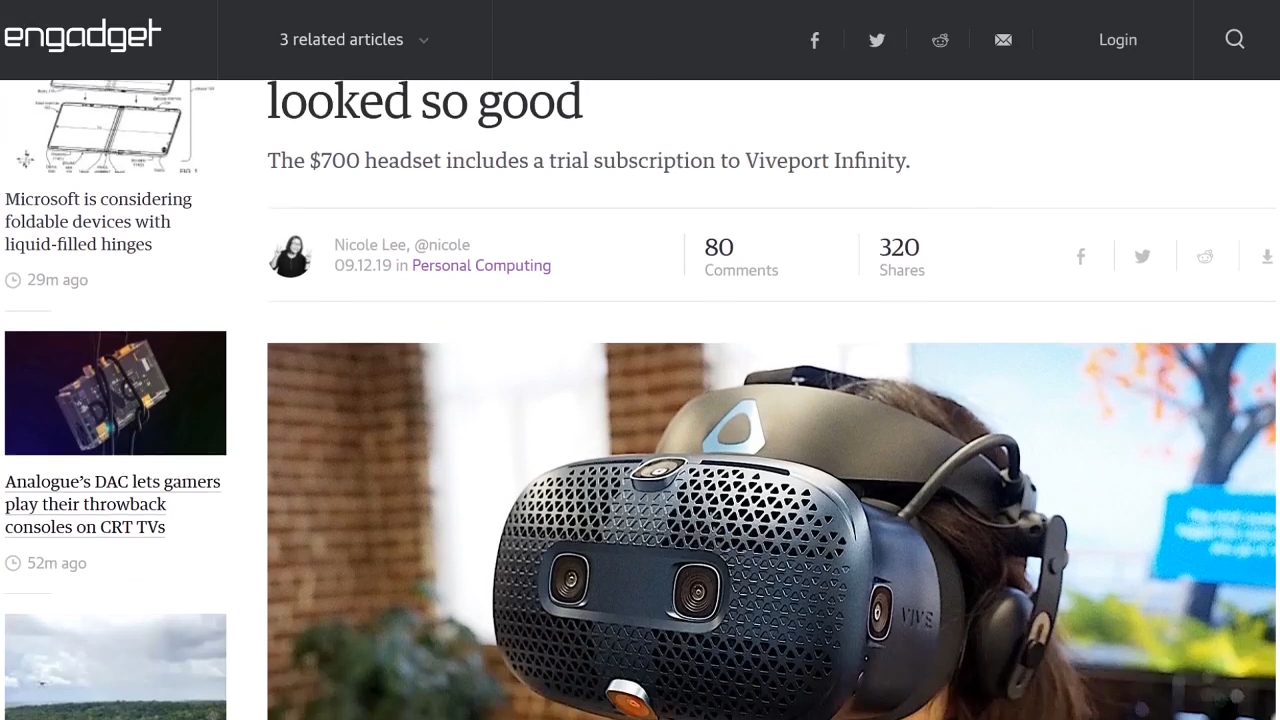 engadget
3 related articles
Login
looked so good
The $700 headset includes a trial subscription to Viveport Infinity.
Nicole Lee, @nicole
09.12.19 in Personal Computing
80
Comments
320
Shares
Microsoft is considering
foldable devices with
liquid-filled hinges
29m ago
Analogue's DAC lets gamers
play their throwback
consoles on CRT TVs
52m ago
VIVE